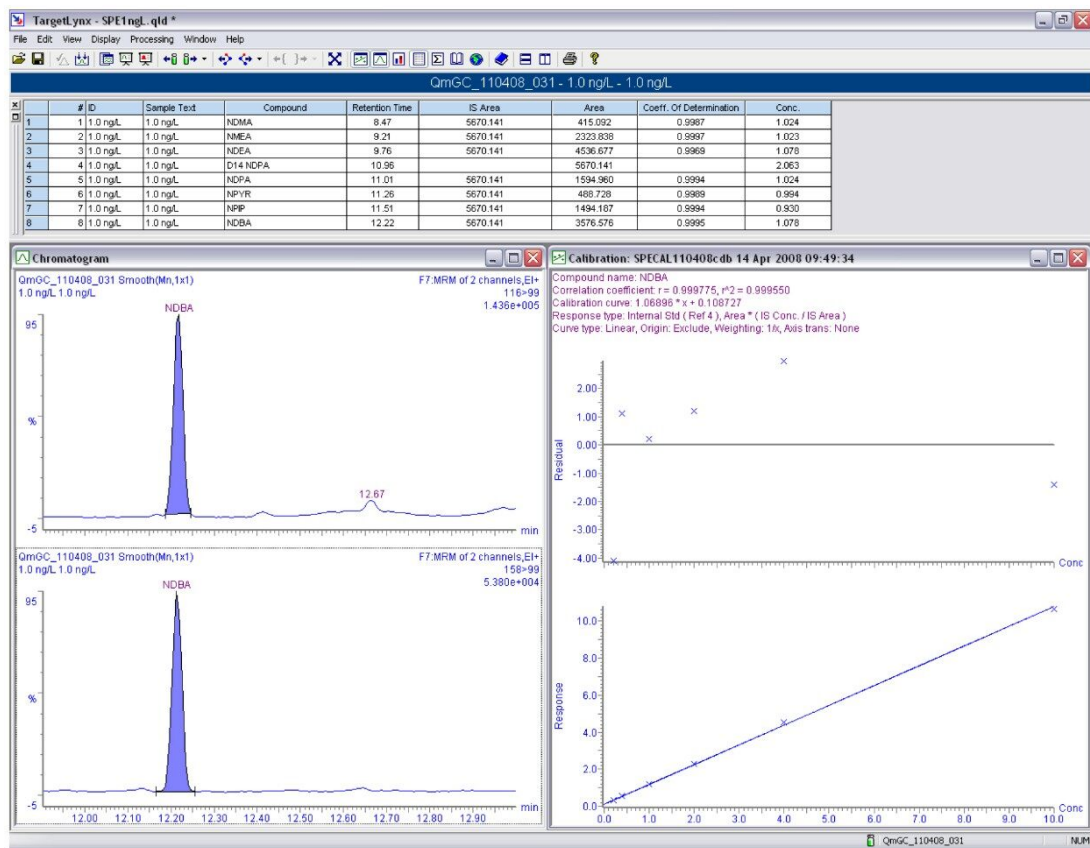 TargetLynx - SPE1ngL.qld *
File Edit View Display Processing Window Help
QmGC_110408_031 - 1.0 ng/L - 1.0 ng/L
# ID Sample Text Compound Retention Time IS Area Area Coeff. Of Determination Conc.
1 1 1.0 ng/L 1.0 ng/L NDMA 8.47 5670.141 415.092 0.9987 1.024
2 2 1.0 ng/L 1.0 ng/L NMEA 9.21 5670.141 2323.838 0.9997 1.023
3 3 1.0 ng/L 1.0 ng/L NDEA 9.76 5670.141 4536.677 0.9969 1.078
4 4 1.0 ng/L 1.0 ng/L D14 NDPA 10.96 5670.141 2.063
5 5 1.0 ng/L 1.0 ng/L NDPA 11.01 5670.141 1594.960 0.9994 1.024
6 6 1.0 ng/L 1.0 ng/L NPYR 11.26 5670.141 488.728 0.9989 0.994
7 7 1.0 ng/L 1.0 ng/L NPIP 11.51 5670.141 1494.187 0.9994 0.930
8 8 1.0 ng/L 1.0 ng/L NDBA 12.22 5670.141 3576.576 0.9995 1.078
Chromatogram
QmGC_110408_031 Smooth(Mn,1x1) F7:MRM of 2 channels,EI+
1.0 ng/L 1.0 ng/L 116>99
1.436e+005
NDBA
95
%
12.67
-5
min
QmGC_110408_031 Smooth(Mn,1x1) F7:MRM of 2 channels,EI+
1.0 ng/L 1.0 ng/L 158>99
5.380e+004
NDBA
95
%
-5
min
12.00 12.10 12.20 12.30 12.40 12.50 12.60 12.70 12.80 12.90
Calibration: SPECAL110408cdb 14 Apr 2008 09:49:34
Compound name: NDBA
Correlation coefficient: r = 0.999775, r^2 = 0.999550
Calibration curve: 1.06896 * x + 0.108727
Response type: Internal Std ( Ref 4 ), Area * ( IS Conc. / IS Area )
Curve type: Linear, Origin: Exclude, Weighting: 1/x, Axis trans: None
2.00
1.00
0.00
-1.00
-2.00
-3.00
-4.00
Residual
Conc
10.0
8.0
6.0
4.0
2.0
0.0
Response
Conc
0.0 1.0 2.0 3.0 4.0 5.0 6.0 7.0 8.0 9.0 10.0
QmGC_110408_031 NUM